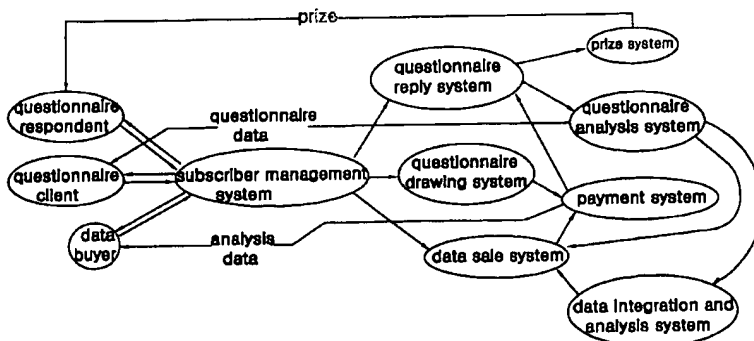 prize
prize system
questionnaire
reply system
questionnaire
respondent
questionnaire
data
questionnaire
analysis system
questionnaire
client
subscriber management
system
questionnaire
drawing system
payment system
data
buyer
analysis
data
data sale system
data integration and
analysis system